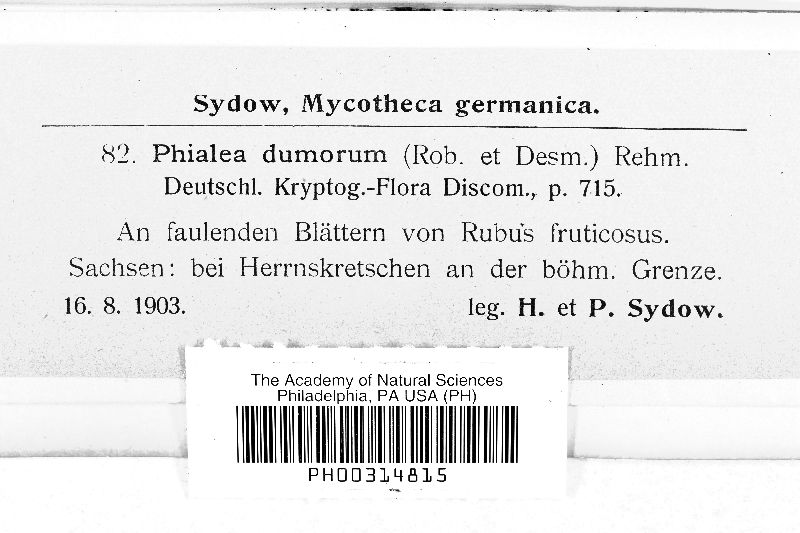 Sydow, Mycotheca germanica.
82. Phialea dumorum (Rob. et Desm.) Rehm.
Deutschl. Kryptog.-Flora Discom., p. 715.
An faulenden Blättern von Rubus fruticosus.
Sachsen: bei Herrnskretschen an der böhm. Grenze.
16. 8. 1903. leg. H. et P. Sydow.
The Academy of Natural Sciences
Philadelphia, PA USA (PH)
PH00314815